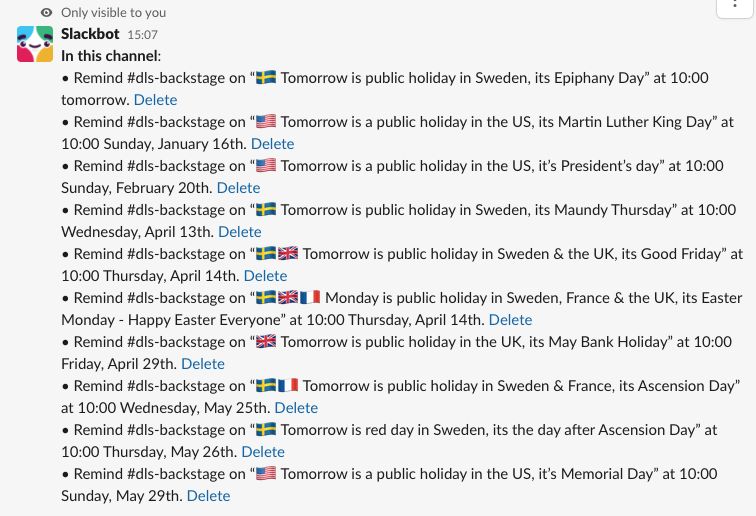 Only visible to you
Slackbot 15:07
In this channel:
• Remind #dls-backstage on “🇸🇪 Tomorrow is public holiday in Sweden, its Epiphany Day” at 10:00
tomorrow. Delete
• Remind #dls-backstage on “🇺🇸 Tomorrow is a public holiday in the US, its Martin Luther King Day” at
10:00 Sunday, January 16th. Delete
• Remind #dls-backstage on “🇺🇸 Tomorrow is a public holiday in the US, it’s President’s day” at 10:00
Sunday, February 20th. Delete
• Remind #dls-backstage on “🇸🇪 Tomorrow is public holiday in Sweden, its Maundy Thursday” at 10:00
Wednesday, April 13th. Delete
• Remind #dls-backstage on “🇸🇪🇬🇧 Tomorrow is public holiday in Sweden & the UK, its Good Friday” at
10:00 Thursday, April 14th. Delete
• Remind #dls-backstage on “🇸🇪🇬🇧🇫🇷 Monday is public holiday in Sweden, France & the UK, its Easter
Monday - Happy Easter Everyone” at 10:00 Thursday, April 14th. Delete
• Remind #dls-backstage on “🇬🇧 Tomorrow is public holiday in the UK, its May Bank Holiday” at 10:00
Friday, April 29th. Delete
• Remind #dls-backstage on “🇸🇪🇫🇷 Tomorrow is public holiday in Sweden & France, its Ascension Day”
at 10:00 Wednesday, May 25th. Delete
• Remind #dls-backstage on “🇸🇪 Tomorrow is red day in Sweden, its the day after Ascension Day” at
10:00 Thursday, May 26th. Delete
• Remind #dls-backstage on “🇺🇸 Tomorrow is a public holiday in the US, it’s Memorial Day” at 10:00
Sunday, May 29th. Delete